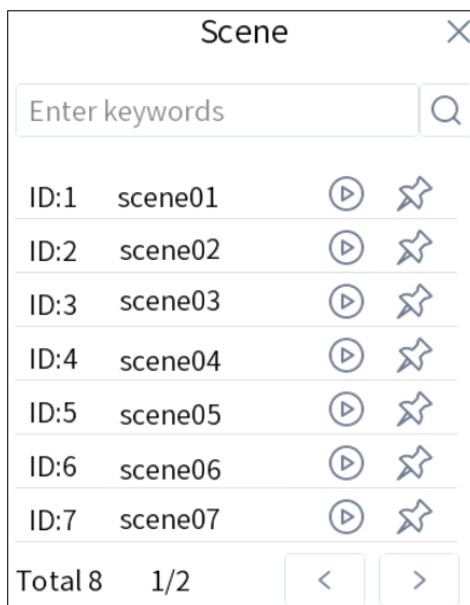 Scene
Enter keywords
ID:1 scene01
ID:2 scene02
ID:3 scene03
ID:4 scene04
ID:5 scene05
ID:6 scene06
ID:7 scene07
Total 8 1/2 < >